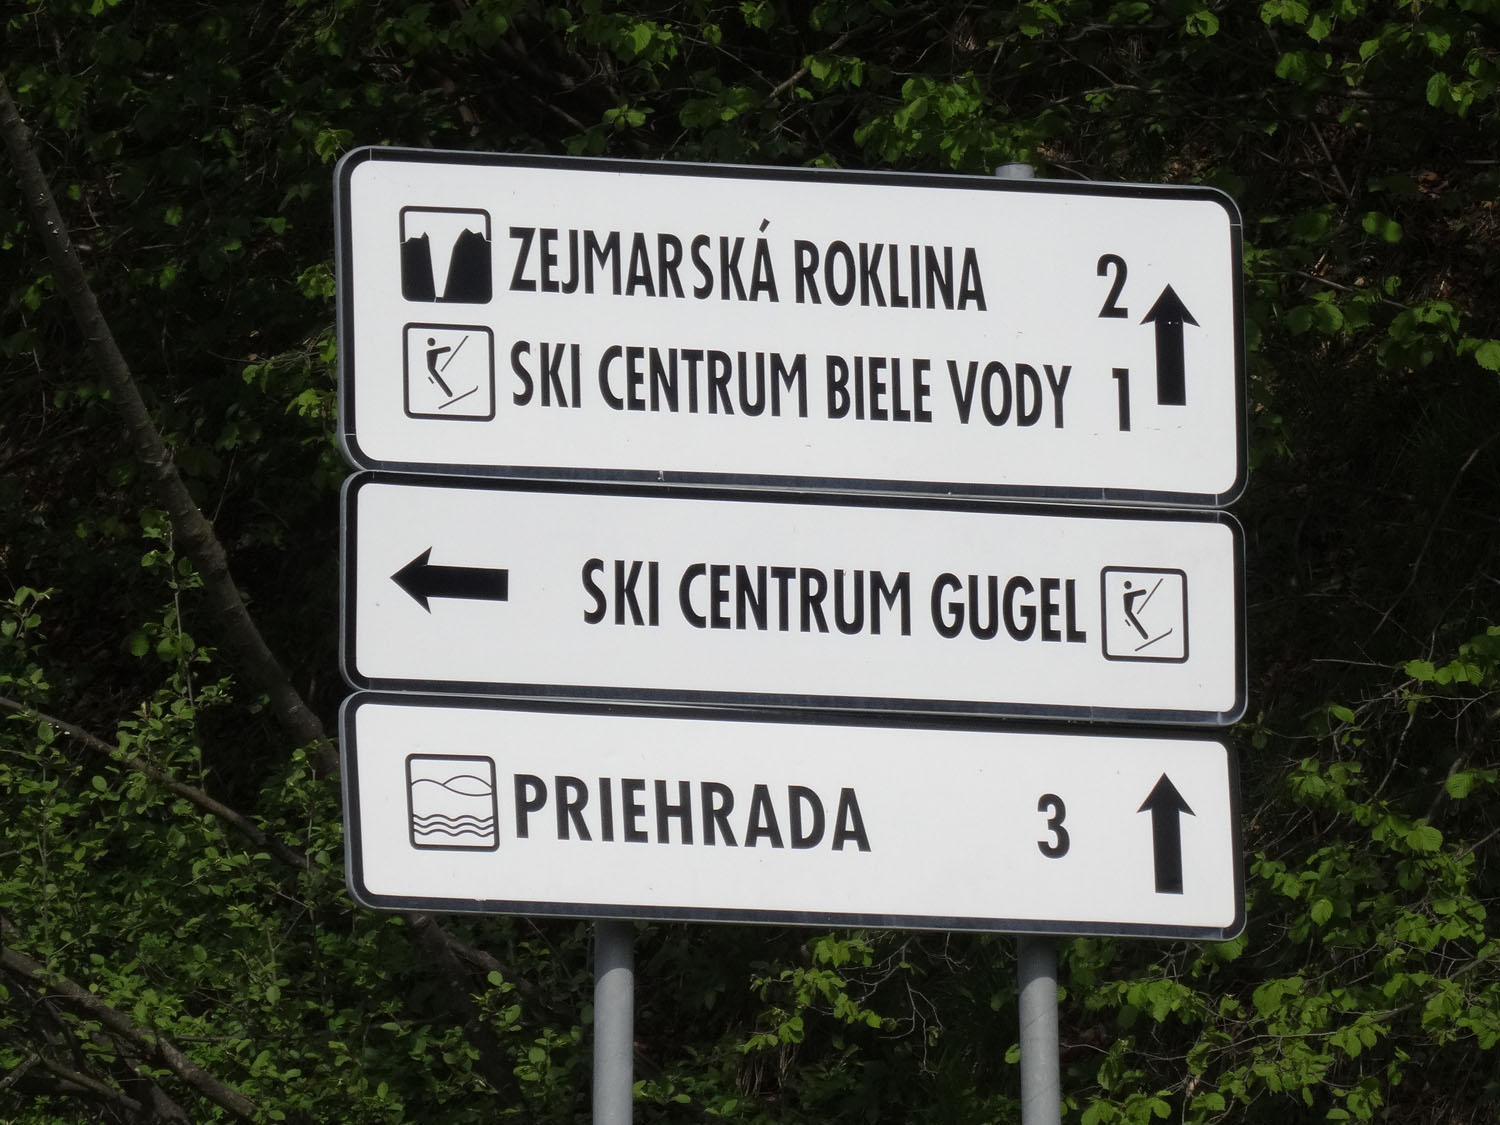 ZEJMARSKÁ ROKLINA 2
SKI CENTRUM BIELE VODY 1
SKI CENTRUM GUGEL
PRIEHRADA 3